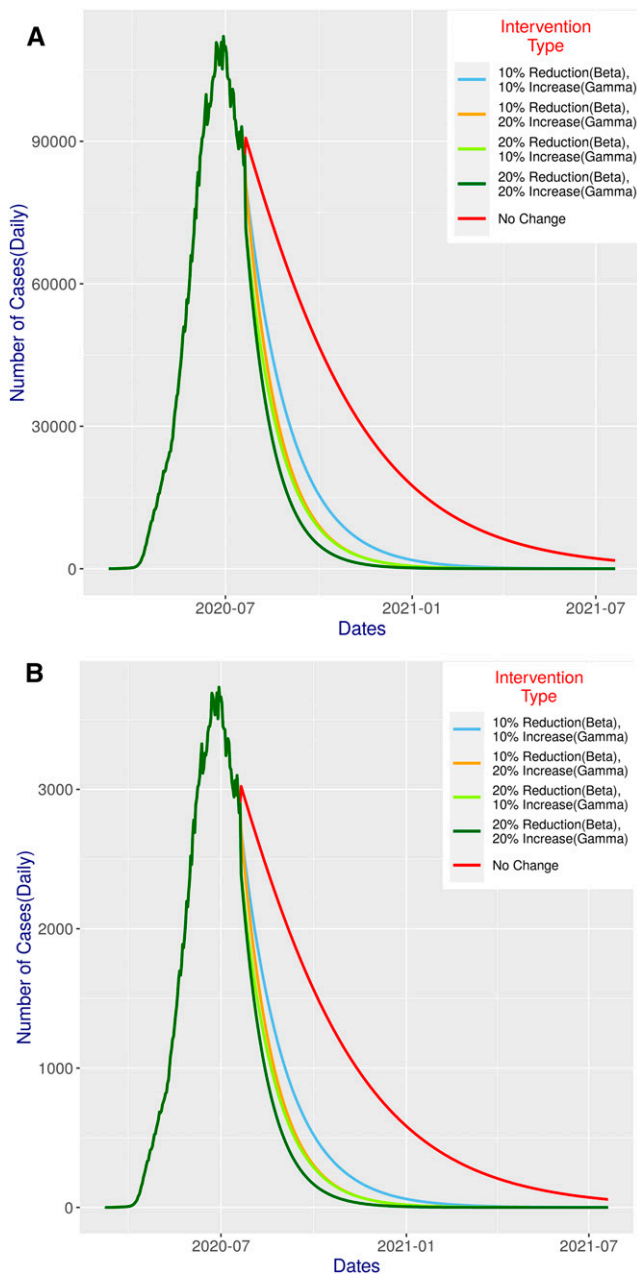 A
Intervention
Type
10% Reduction(Beta),
10% Increase(Gamma)
10% Reduction(Beta),
20% Increase(Gamma)
20% Reduction(Beta),
10% Increase(Gamma)
20% Reduction(Beta),
20% Increase(Gamma)
No Change
Number of Cases(Daily)
90000
60000
30000
0
2020-07
2021-01
2021-07
Dates
B
Intervention
Type
10% Reduction(Beta),
10% Increase(Gamma)
10% Reduction(Beta),
20% Increase(Gamma)
20% Reduction(Beta),
10% Increase(Gamma)
20% Reduction(Beta),
20% Increase(Gamma)
No Change
Number of Cases(Daily)
3000
2000
1000
0
2020-07
2021-01
2021-07
Dates